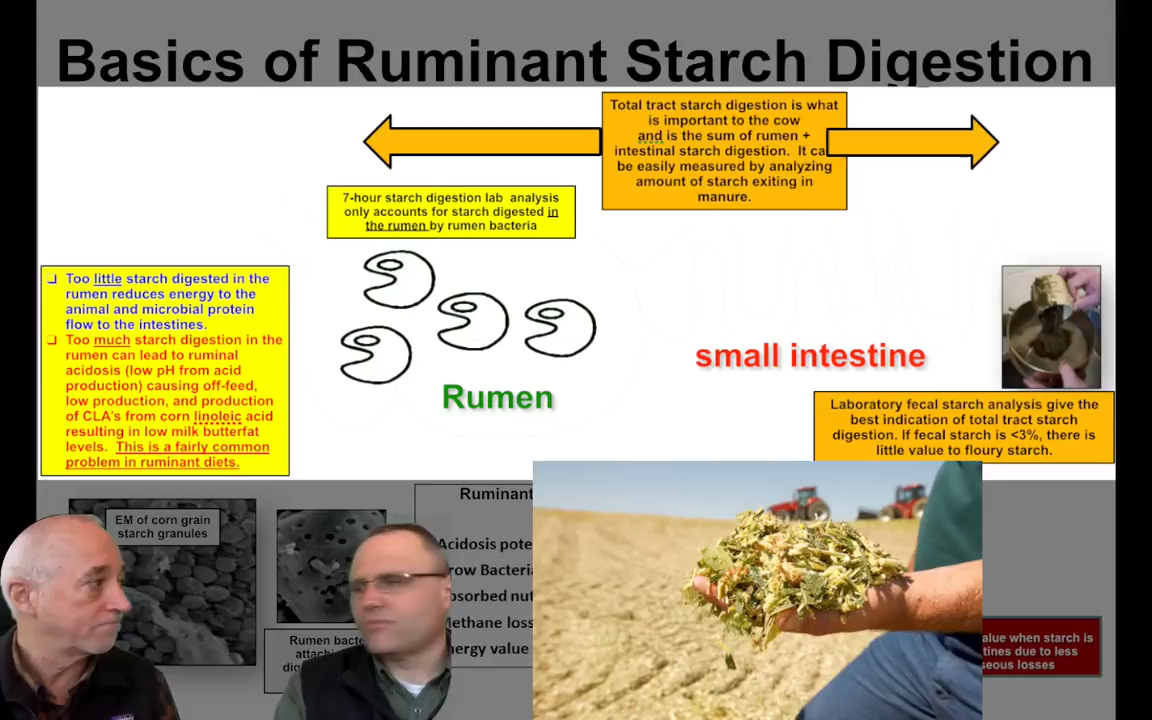 Basics of Ruminant Starch Digestion
Total tract starch digestion is what
is important to the cow
and is the sum of rumen +
intestinal starch digestion. It ca
be easily measured by analyzing
amount of starch exiting in
manure.
7-hour starch digestion lab analysis
only accounts for starch digested in
the rumen by rumen bacteria
Too little starch digested in the
rumen reduces energy to the
animal and microbial protein
flow to the intestines.
Too much starch digestion in the
rumen can lead to ruminal
acidosis (low pH from acid
production) causing off-feed,
low production, and production
of CLA's from corn linoleic acid
resulting in low milk butterfat
levels. This is a fairly common
problem in ruminant diets.
Rumen
small intestine
Laboratory fecal starch analysis give the
best indication of total tract starch
digestion. If fecal starch is <3%, there is
little value to floury starch.
EM of corn grain
starch granules
Rumen bacte
attachi
dig
Ruminant
Acidosis pote
row Bacteria
bsorbed nut
Methane loss
nergy value
alue when starch is
tines due to less
seous losses